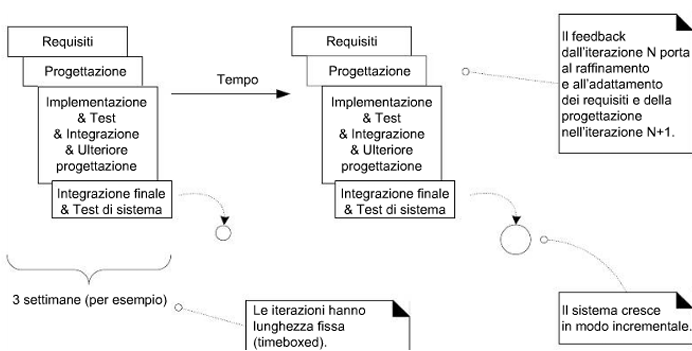 Requisiti
Progettazione
Implementazione
& Test
& Integrazione
& Ulteriore
progettazione
Integrazione finale
& Test di sistema
3 settimane (per esempio)
Tempo
Requisiti
Progettazione
Implementazione
& Test
& Integrazione
& Ulteriore
progettazione
Integrazione finale
& Test di sistema
Il feedback
dall'iterazione N porta
al raffinamento
e all'adattamento
dei requisiti e della
progettazione
nell'iterazione N+1.
Le iterazioni hanno
lunghezza fissa
(timeboxed).
Il sistema cresce
in modo incrementale.